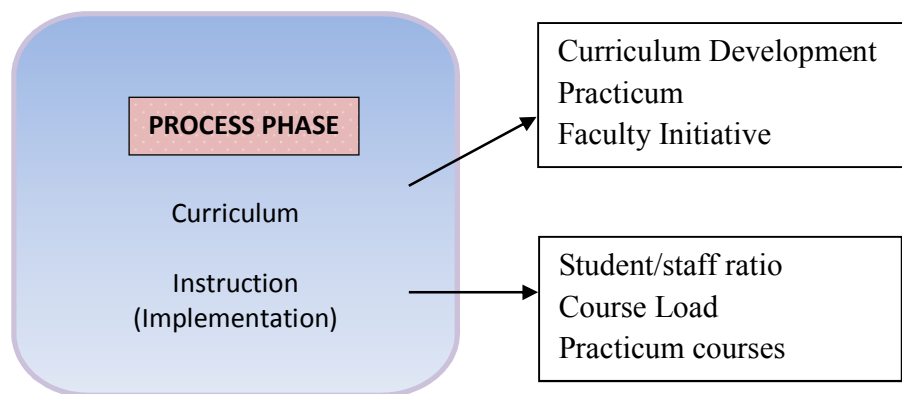 PROCESS PHASE
Curriculum
Instruction
(Implementation)
Curriculum Development
Practicum
Faculty Initiative
Student/staff ratio
Course Load
Practicum courses